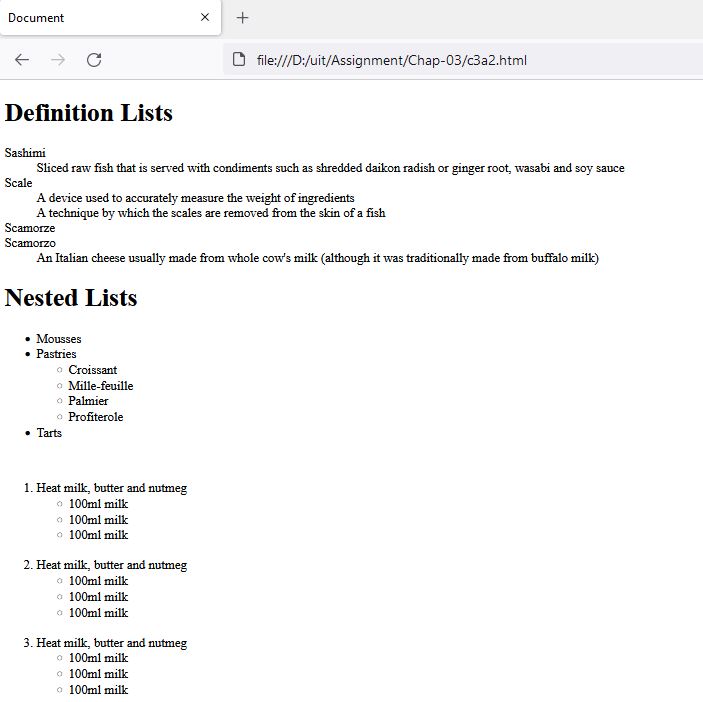 Document
file:///D:/uit/Assignment/Chap-03/c3a2.html
Definition Lists
Sashimi
Sliced raw fish that is served with condiments such as shredded daikon radish or ginger root, wasabi and soy sauce
Scale
A device used to accurately measure the weight of ingredients
A technique by which the scales are removed from the skin of a fish
Scamorze
Scamorzo
An Italian cheese usually made from whole cow's milk (although it was traditionally made from buffalo milk)
Nested Lists
Mousses
Pastries
Croissant
Mille-feuille
Palmier
Profiterole
Tarts
1. Heat milk, butter and nutmeg
100ml milk
100ml milk
100ml milk
2. Heat milk, butter and nutmeg
100ml milk
100ml milk
100ml milk
3. Heat milk, butter and nutmeg
100ml milk
100ml milk
100ml milk